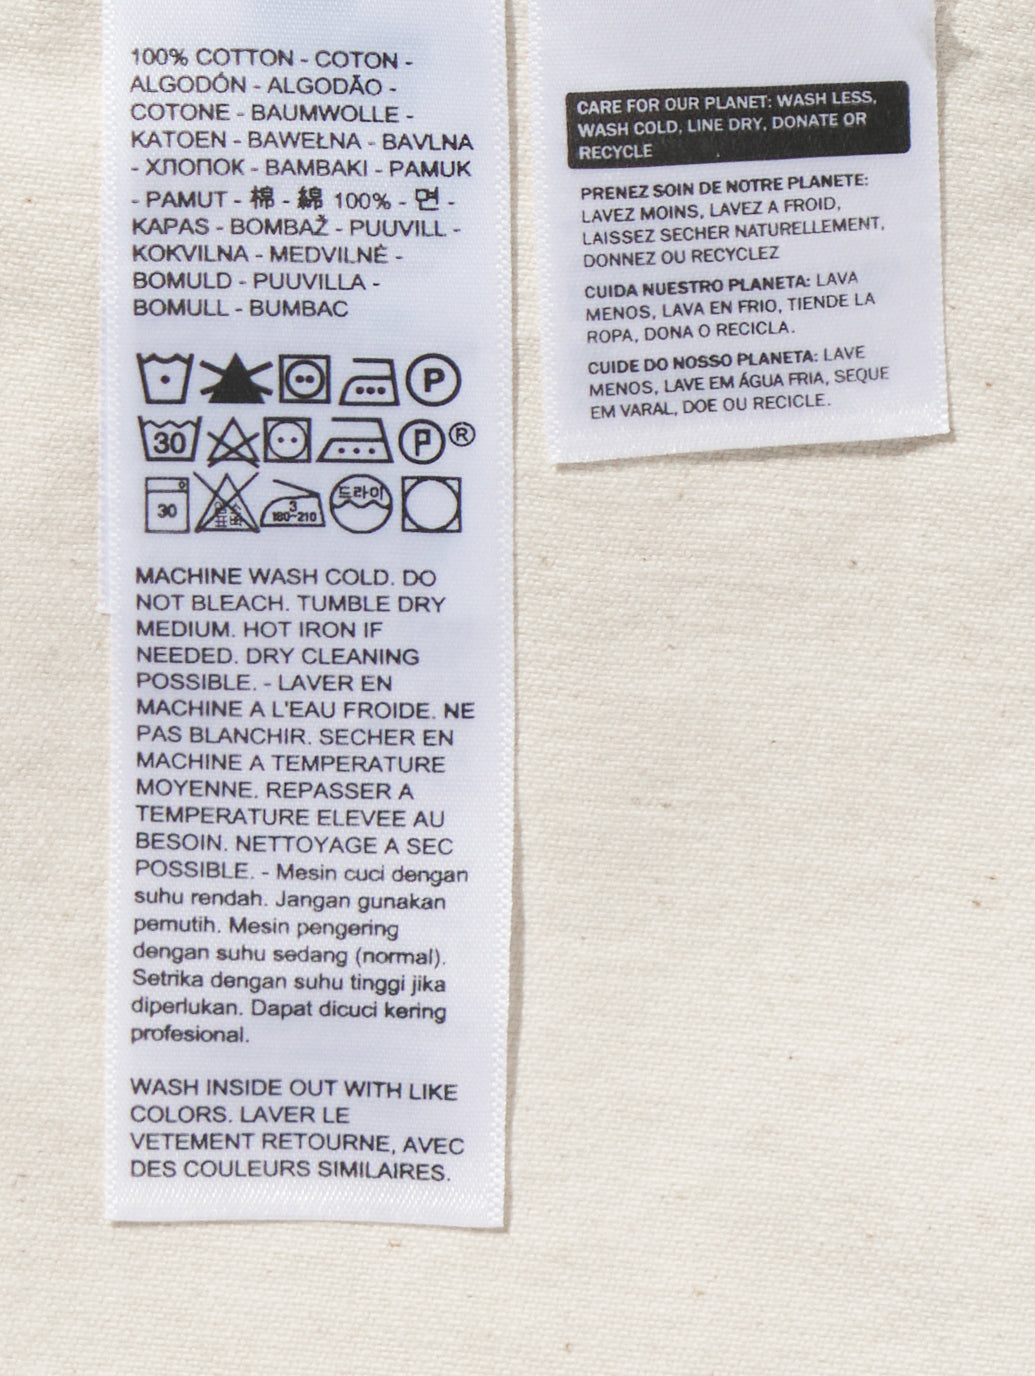 100% COTTON - COTON -
ALGODÓN - ALGODÃO -
COTONE - BAUMWOLLE -
KATOEN - BAWEŁNA - BAVLNA
- ХЛОПОК - BAMBAKI - PAMUK
- PAMUT - 棉 - 綿 100% - 면 -
KAPAS - BOMBAŽ - PUUVILL -
KOKVILNA - MEDVILNĖ -
BOMULD - PUUVILLA -
BOMULL - BUMBAC
P
30 P ®
30 3 180~210 드라이
MACHINE WASH COLD. DO
NOT BLEACH. TUMBLE DRY
MEDIUM. HOT IRON IF
NEEDED. DRY CLEANING
POSSIBLE. - LAVER EN
MACHINE A L'EAU FROIDE. NE
PAS BLANCHIR. SECHER EN
MACHINE A TEMPERATURE
MOYENNE. REPASSER A
TEMPERATURE ELEVEE AU
BESOIN. NETTOYAGE A SEC
POSSIBLE. - Mesin cuci dengan
suhu rendah. Jangan gunakan
pemutih. Mesin pengering
dengan suhu sedang (normal).
Setrika dengan suhu tinggi jika
diperlukan. Dapat dicuci kering
profesional.
WASH INSIDE OUT WITH LIKE
COLORS. LAVER LE
VETEMENT RETOURNE, AVEC
DES COULEURS SIMILAIRES.
CARE FOR OUR PLANET: WASH LESS,
WASH COLD, LINE DRY, DONATE OR
RECYCLE
PRENEZ SOIN DE NOTRE PLANETE:
LAVEZ MOINS, LAVEZ A FROID,
LAISSEZ SECHER NATURELLEMENT,
DONNEZ OU RECYCLEZ
CUIDA NUESTRO PLANETA: LAVA
MENOS, LAVA EN FRIO, TIENDE LA
ROPA, DONA O RECICLA.
CUIDE DO NOSSO PLANETA: LAVE
MENOS, LAVE EM ÁGUA FRIA, SEQUE
EM VARAL, DOE OU RECICLE.